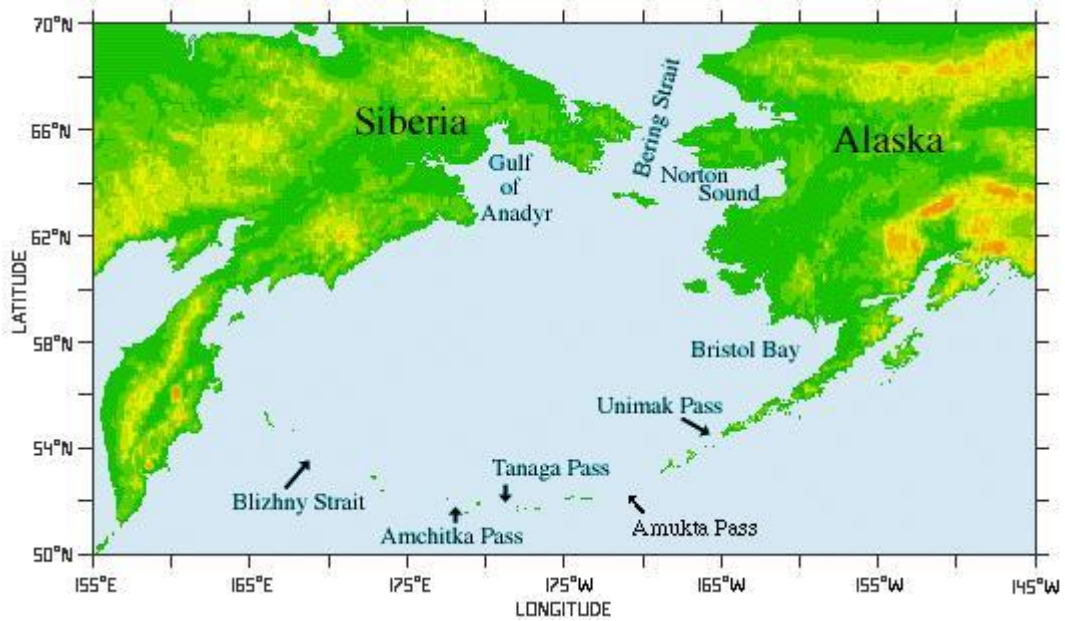 70°N
66°N
62°N
58°N
54°N
50°N
LATITUDE
Siberia
Alaska
Bering Strait
Gulf
of
Anadyr
Norton
Sound
Bristol Bay
Unimak Pass
Tanaga Pass
Blizhny Strait
Amukta Pass
Amchitka Pass
155°E
165°E
175°E
175°W
165°W
155°W
145°W
LONGITUDE